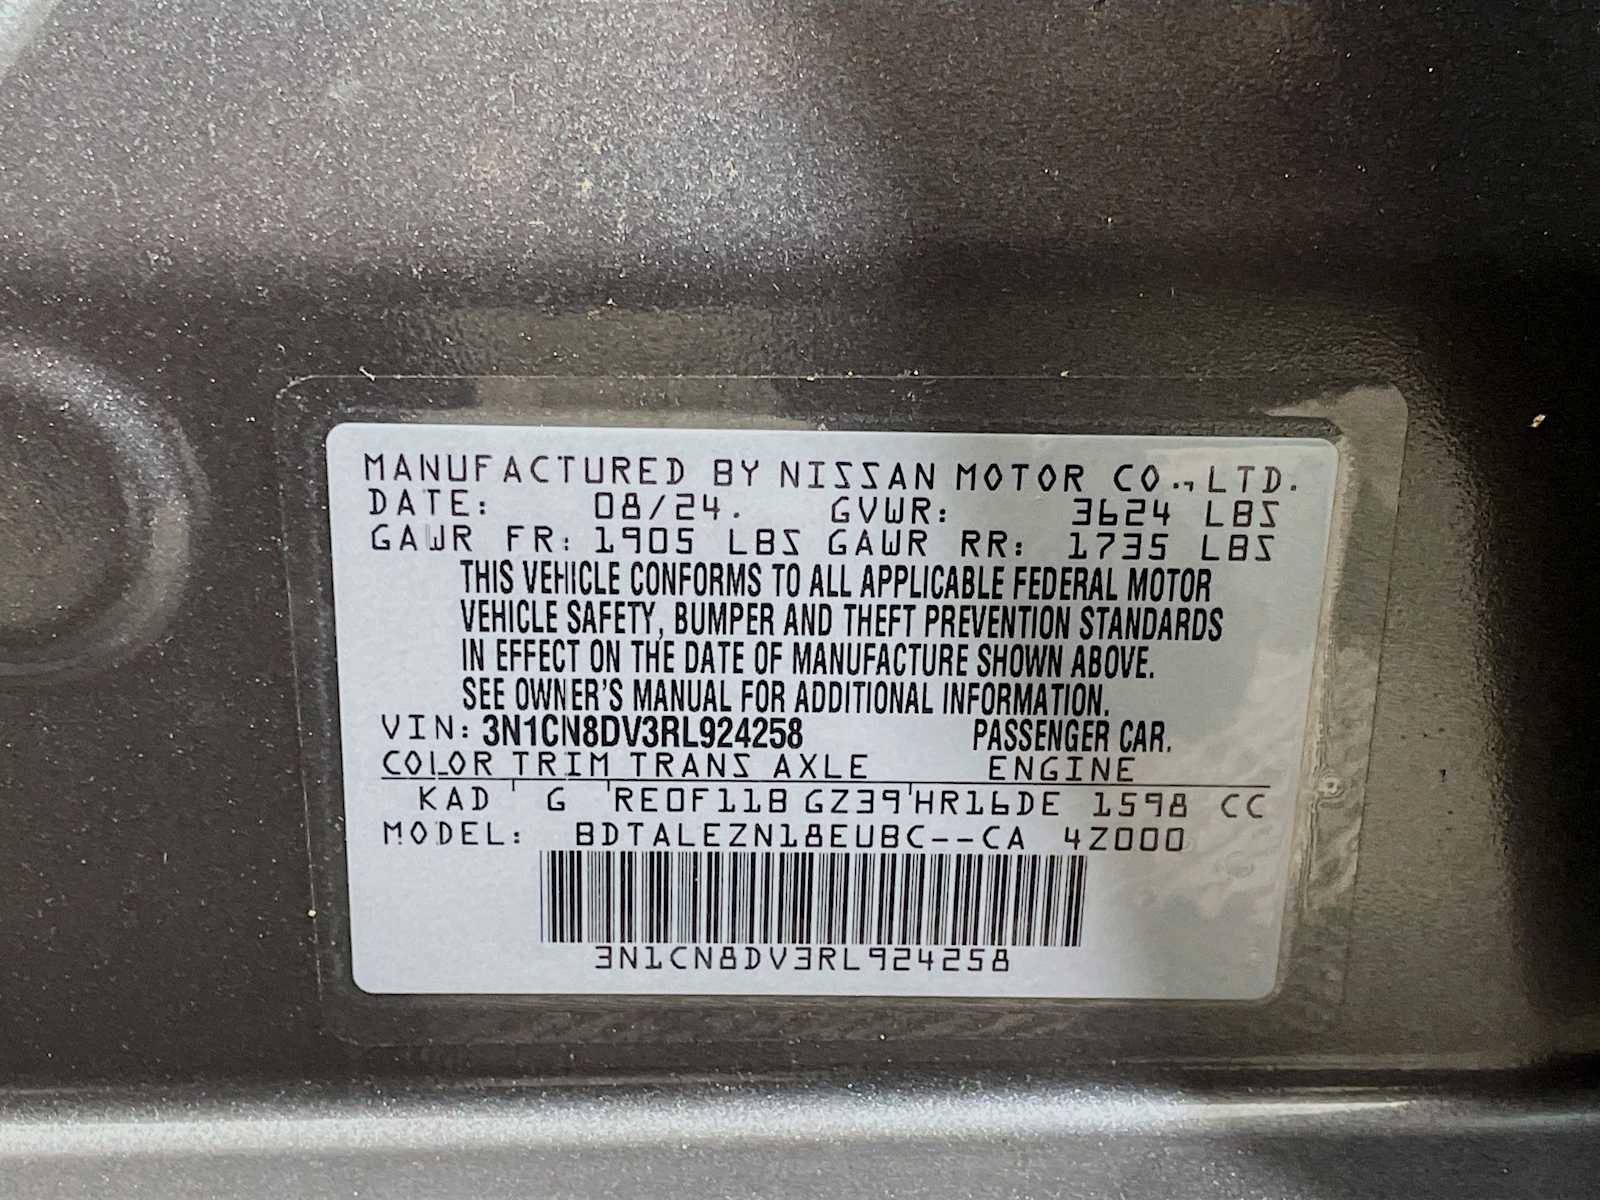 MANUFACTURED BY NISSAN MOTOR CO., LTD.
DATE: 08/24. GVWR: 3624 LBS
GAWR FR: 1905 LBS GAWR RR: 1735 LBS
THIS VEHICLE CONFORMS TO ALL APPLICABLE FEDERAL MOTOR
VEHICLE SAFETY, BUMPER AND THEFT PREVENTION STANDARDS
IN EFFECT ON THE DATE OF MANUFACTURE SHOWN ABOVE.
SEE OWNER'S MANUAL FOR ADDITIONAL INFORMATION.
VIN: 3N1CN8DV3RL924258 PASSENGER CAR.
COLOR TRIM TRANS AXLE ENGINE
KAD ' G ' RE0F11B GZ39 ' HR16DE 1598 CC
MODEL: BDTALEZN18EUBC--CA 4Z000
3N1CN8DV3RL924258